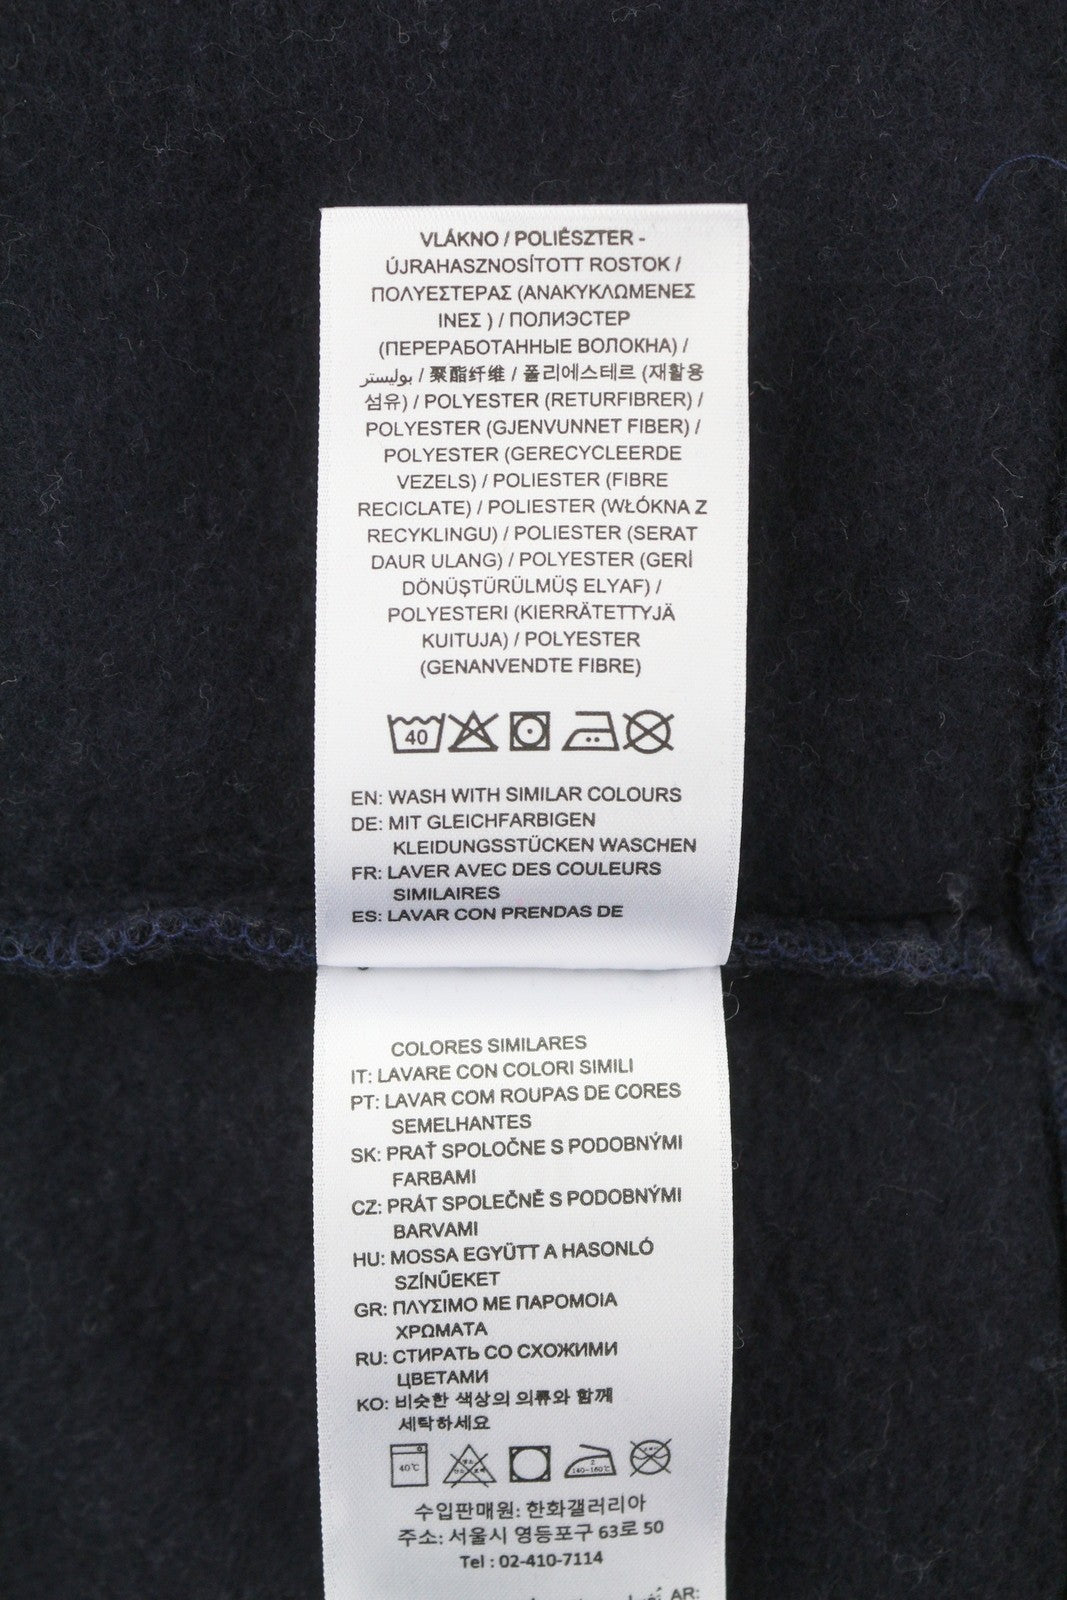 VLÁKNO / POLIÉSZTER -
ÚJRAHASZNOSÍTOTT ROSTOK /
ΠΟΛΥΕΣΤΕΡΑΣ (ΑΝΑΚΥΚΛΩΜΕΝΕΣ
ΙΝΕΣ ) / ПОЛИЭСТЕР
(ПЕРЕРАБОТАННЫЕ ВОЛОКНА) /
بوليستر / 聚酯纤维 / 폴리에스테르 (재활용
섬유) / POLYESTER (RETURFIBRER) /
POLYESTER (GJENVUNNET FIBER) /
POLYESTER (GERECYCLEERDE
VEZELS) / POLIESTER (FIBRE
RECICLATE) / POLIESTER (WŁÓKNA Z
RECYKLINGU) / POLIESTER (SERAT
DAUR ULANG) / POLYESTER (GERİ
DÖNÜŞTÜRÜLMÜŞ ELYAF) /
POLYESTERI (KIERRÄTETTYJÄ
KUITUJA) / POLYESTER
(GENANVENDTE FIBRE)
40
EN: WASH WITH SIMILAR COLOURS
DE: MIT GLEICHFARBIGEN
KLEIDUNGSSTÜCKEN WASCHEN
FR: LAVER AVEC DES COULEURS
SIMILAIRES
ES: LAVAR CON PRENDAS DE
COLORES SIMILARES
IT: LAVARE CON COLORI SIMILI
PT: LAVAR COM ROUPAS DE CORES
SEMELHANTES
SK: PRAŤ SPOLOČNE S PODOBNÝMI
FARBAMI
CZ: PRÁT SPOLEČNĚ S PODOBNÝMI
BARVAMI
HU: MOSSA EGYÜTT A HASONLÓ
SZÍNŰEKET
GR: ΠΛΥΣΙΜΟ ΜΕ ΠΑΡΟΜΟΙΑ
ΧΡΩΜΑΤΑ
RU: СТИРАТЬ СО СХОЖИМИ
ЦВЕТАМИ
KO: 비슷한 색상의 의류와 함께
세탁하세요
40℃ 2 140~160℃
수입판매원: 한화갤러리아
주소: 서울시 영등포구 63로 50
Tel : 02-410-7114
AR: